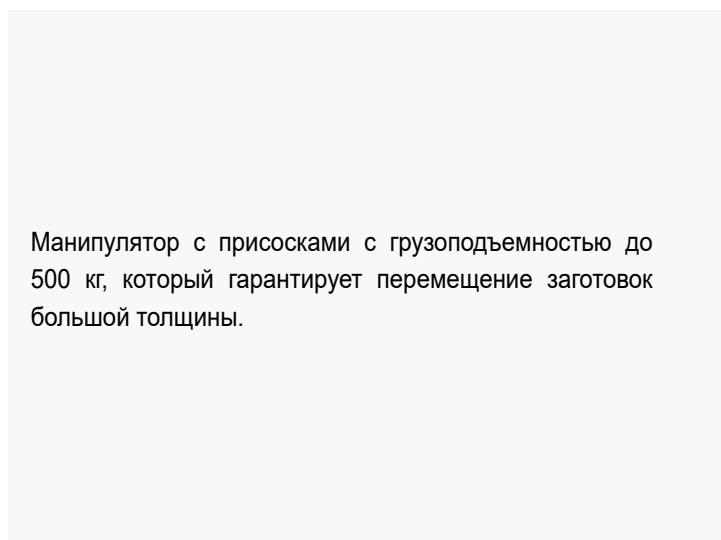 Манипулятор с присосками с грузоподъемностью до
500 кг, который гарантирует перемещение заготовок
большой толщины.